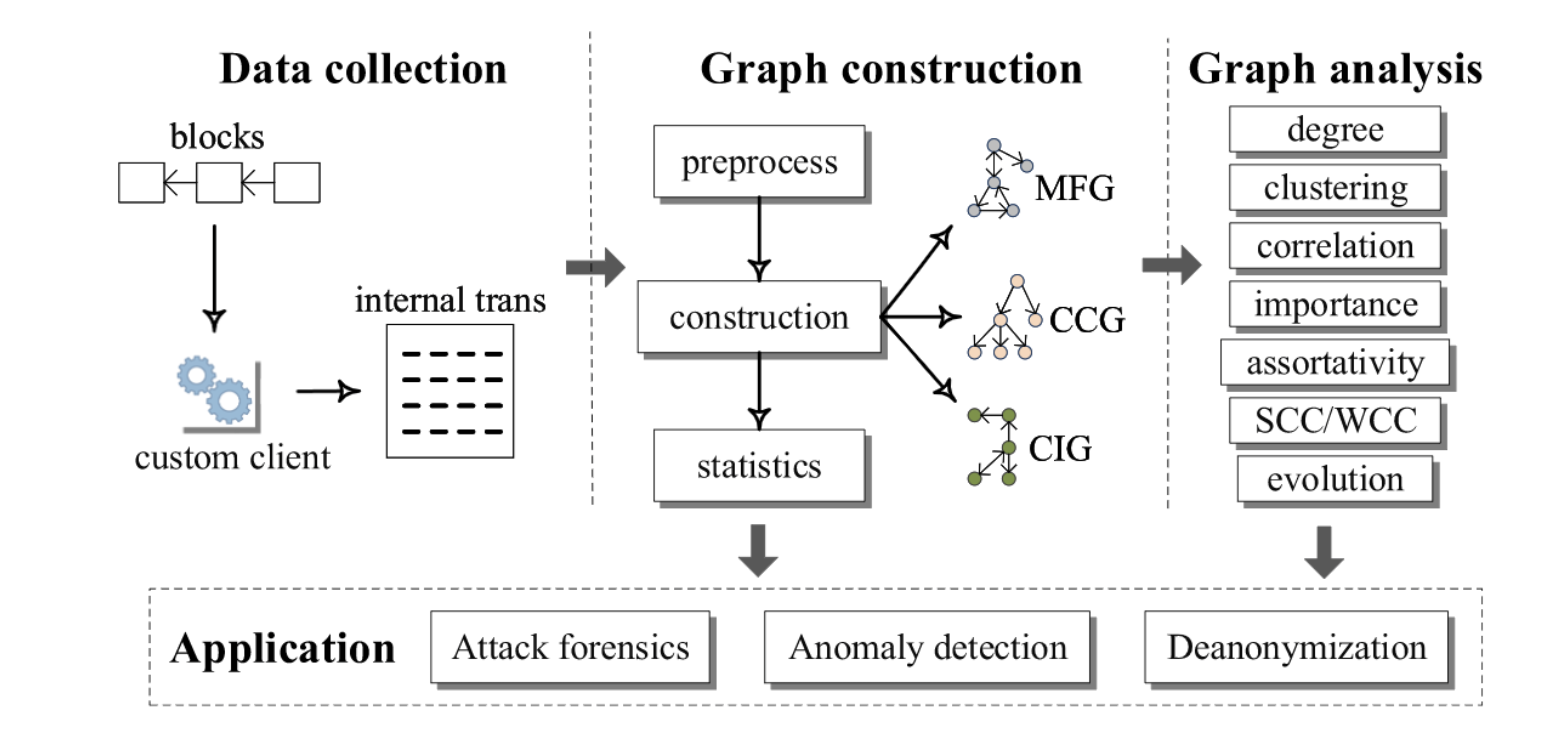 Data collection
Graph construction
Graph analysis
blocks
internal trans
custom client
preprocess
construction
statistics
MFG
CCG
CIG
degree
clustering
correlation
importance
assortativity
SCC/WCC
evolution
Application
Attack forensics
Anomaly detection
Deanonymization